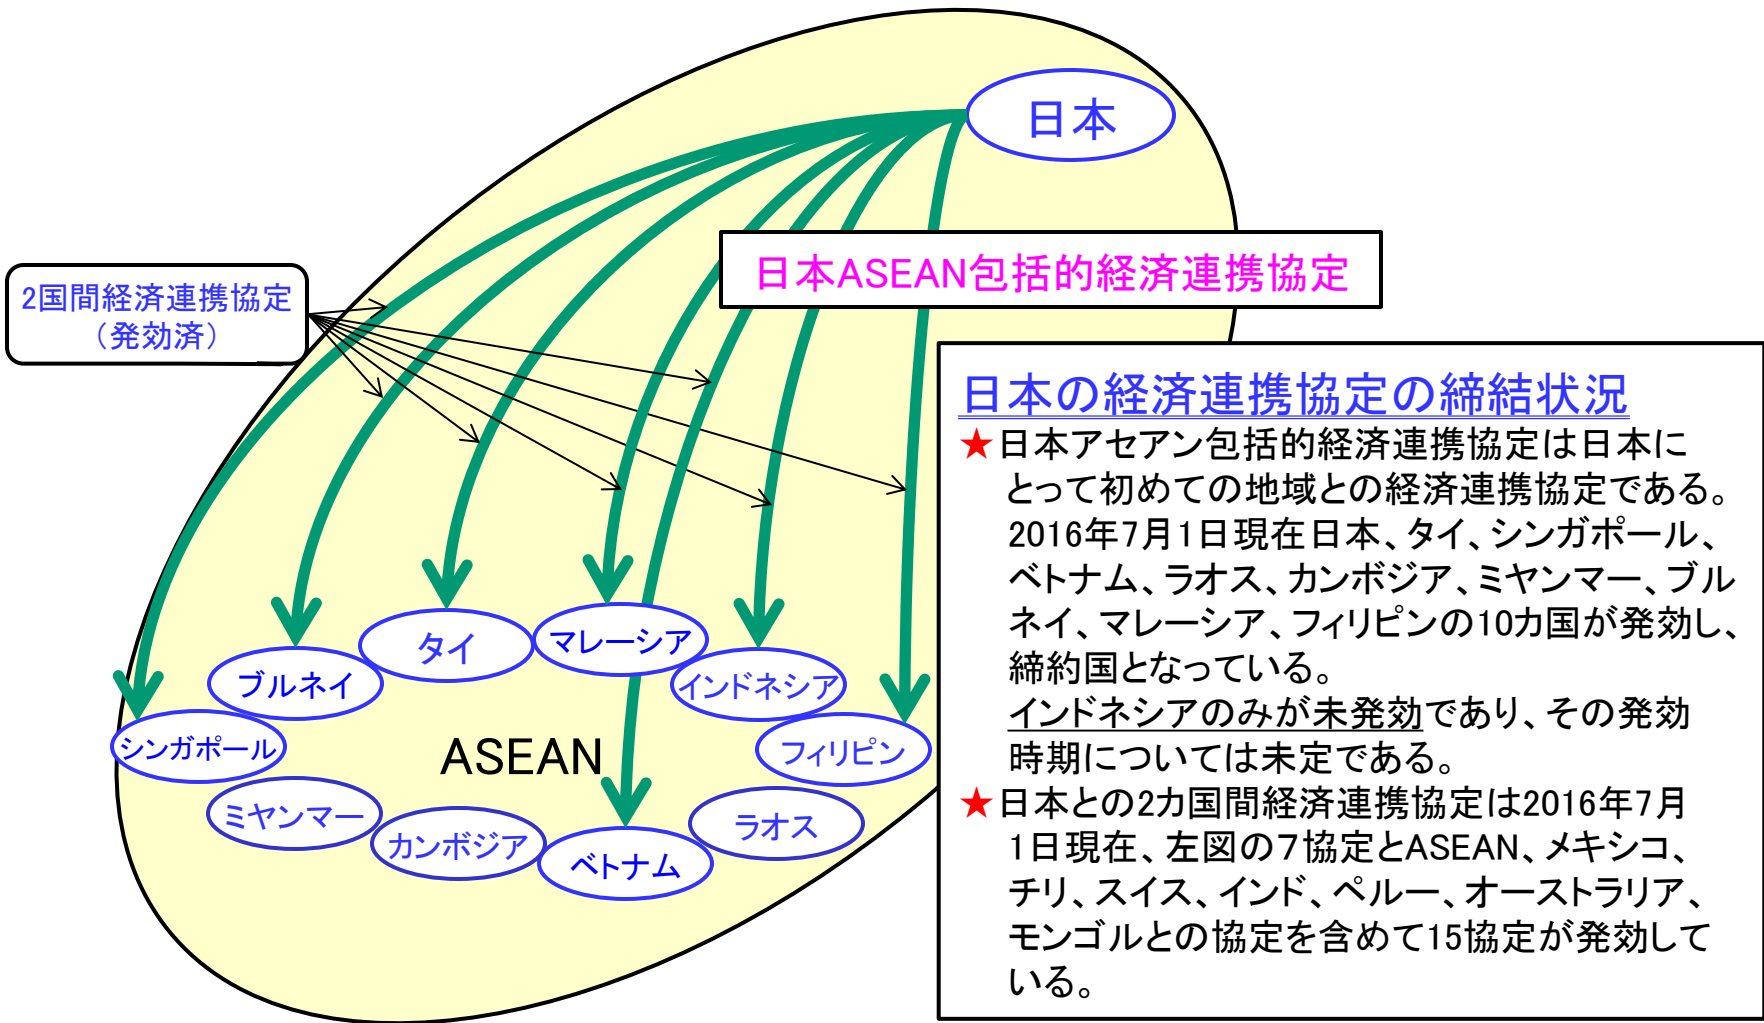 日本
日本ASEAN包括的経済連携協定
2国間経済連携協定
（発効済）
タイ
マレーシア
ブルネイ
インドネシア
シンガポール
ASEAN
フィリピン
ミヤンマー
カンボジア
ベトナム
ラオス
日本の経済連携協定の締結状況
★日本アセアン包括的経済連携協定は日本に
とって初めての地域との経済連携協定である。
2016年7月1日現在日本、タイ、シンガポール、
ベトナム、ラオス、カンボジア、ミヤンマー、ブル
ネイ、マレーシア、フィリピンの10カ国が発効し、
締約国となっている。
インドネシアのみが未発効であり、その発効
時期については未定である。
★日本との2カ国間経済連携協定は2016年7月
1日現在、左図の７協定とASEAN、メキシコ、
チリ、スイス、インド、ペルー、オーストラリア、
モンゴルとの協定を含めて15協定が発効して
いる。